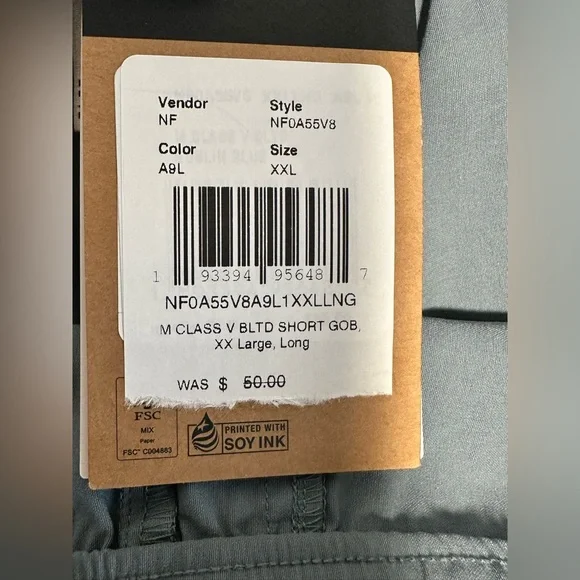 Vendor Style
NF NF0A55V8
Color Size
A9L XXL
1 93394 95648 7
NF0A55V8A9L1XXLLNG
M CLASS V BLTD SHORT GOB,
XX Large, Long
WAS $ 50.00
FSC
MIX
Paper
FSC® C004883
PRINTED WITH
SOY INK